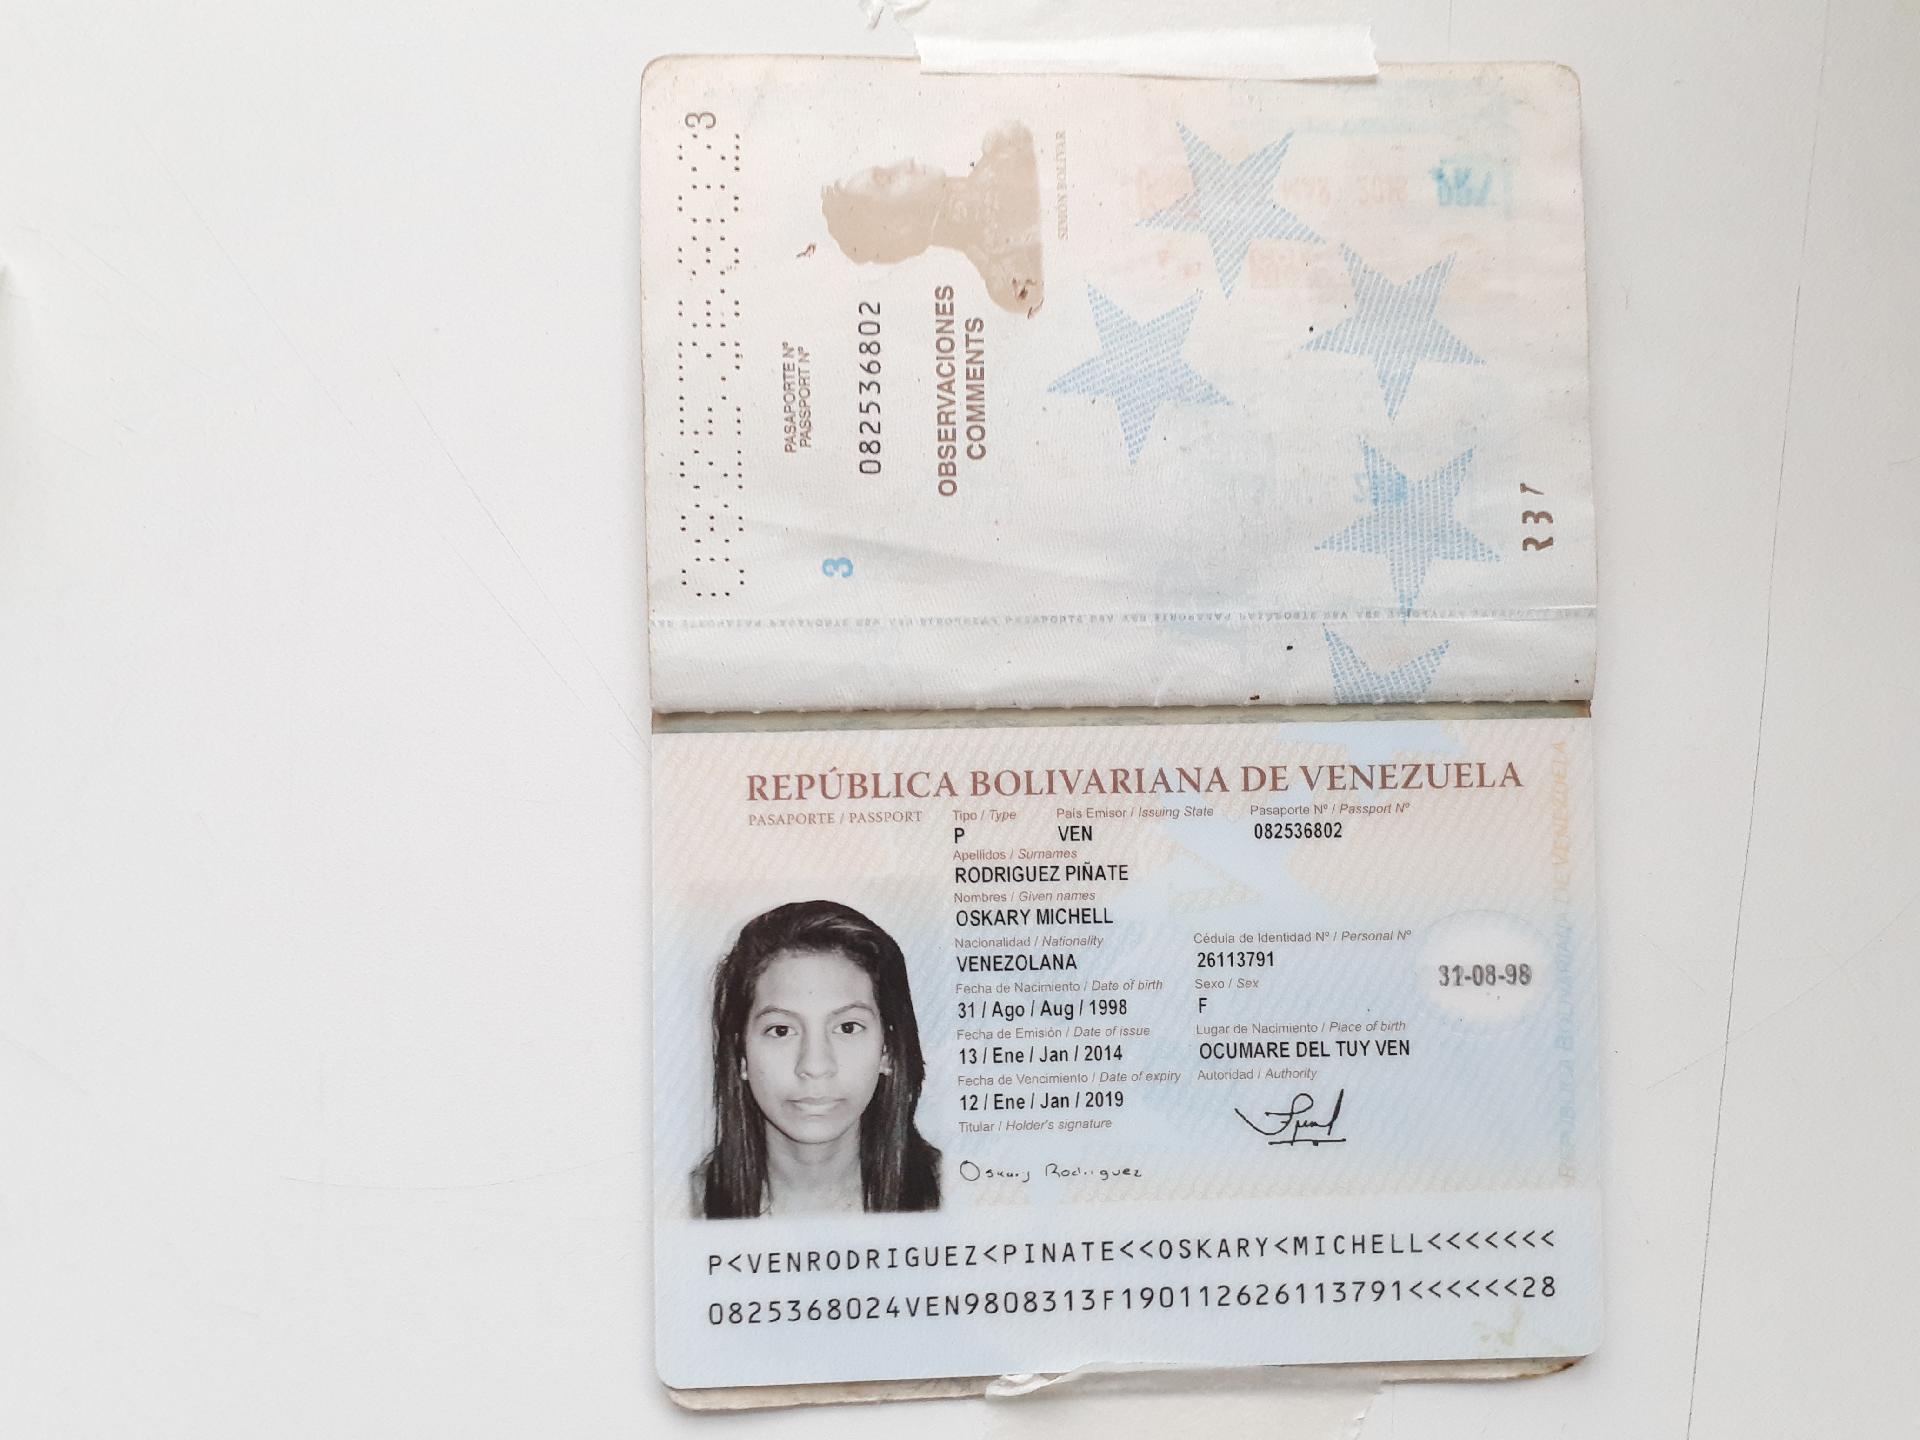 3
PASAPORTE Nº
PASSPORT Nº
082536802
OBSERVACIONES
COMMENTS
SIMÓN BOLÍVAR
3
REPÚBLICA BOLIVARIANA DE VENEZUELA
PASAPORTE / PASSPORT
Tipo / Type País Emisor / Issuing State Pasaporte Nº / Passport Nº
P VEN 082536802
Apellidos / Surnames
RODRIGUEZ PIÑATE
Nombres / Given names
OSKARY MICHELL
Nacionalidad / Nationality Cédula de Identidad Nº / Personal Nº
VENEZOLANA 26113791
Fecha de Nacimiento / Date of birth Sexo / Sex
31 / Ago / Aug / 1998 F
31-08-98
Fecha de Emisión / Date of issue Lugar de Nacimiento / Place of birth
13 / Ene / Jan / 2014 OCUMARE DEL TUY VEN
Fecha de Vencimiento / Date of expiry Autoridad / Authority
12 / Ene / Jan / 2019
Titular / Holder's signature
Oskary Rodriguez
REPÚBLICA BOLIVARIANA DE VENEZUELA
P<VENRODRIGUEZ<PINATE<<OSKARY<MICHELL<<<<<<<
0825368024VEN9808313F190112626113791<<<<<<28